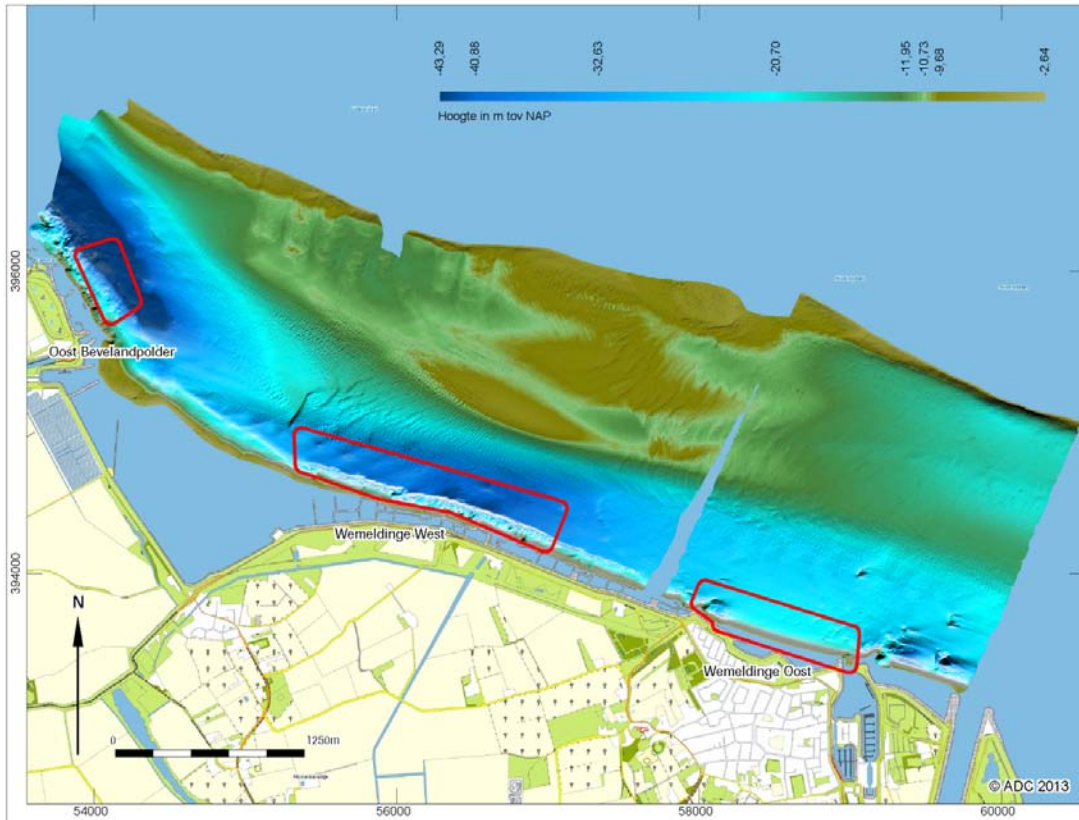 -43,29
-40,88
-32,63
-20,70
-11,95
-10,73
-9,68
-2,64
Hoogte in m tov NAP
396000
Oost Bevelandpolder
Wemeldinge West
394000
N
Wemeldinge Oost
0
1250m
© ADC 2013
54000
56000
58000
60000